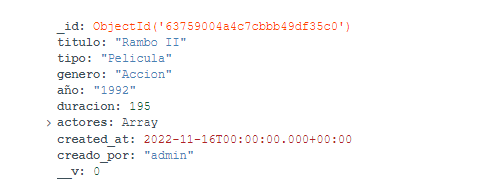 _id: ObjectId('63759004a4c7cbbb49df35c0')
titulo: "Rambo II"
tipo: "Pelicula"
genero: "Accion"
año: "1992"
duracion: 195
> actores: Array
created_at: 2022-11-16T00:00:00.000+00:00
creado_por: "admin"
__v: 0